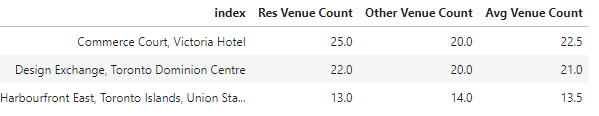 index Res Venue Count Other Venue Count Avg Venue Count
Commerce Court, Victoria Hotel 25.0 20.0 22.5
Design Exchange, Toronto Dominion Centre 22.0 20.0 21.0
Harbourfront East, Toronto Islands, Union Sta... 13.0 14.0 13.5